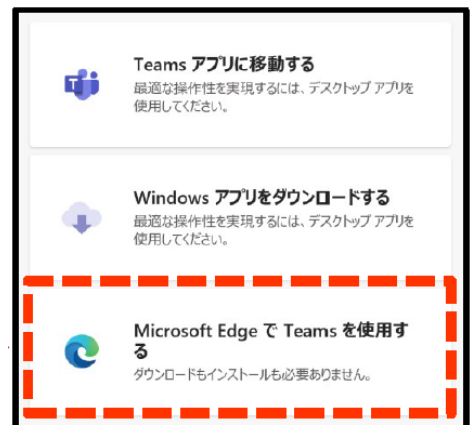 Teams アプリに移動する
最適な操作性を実現するには、デスクトップ アプリを
使用してください。
Windows アプリをダウンロードする
最適な操作性を実現するには、デスクトップ アプリを
使用してください。
Microsoft Edge で Teams を使用す
る
ダウンロードもインストールも必要ありません。